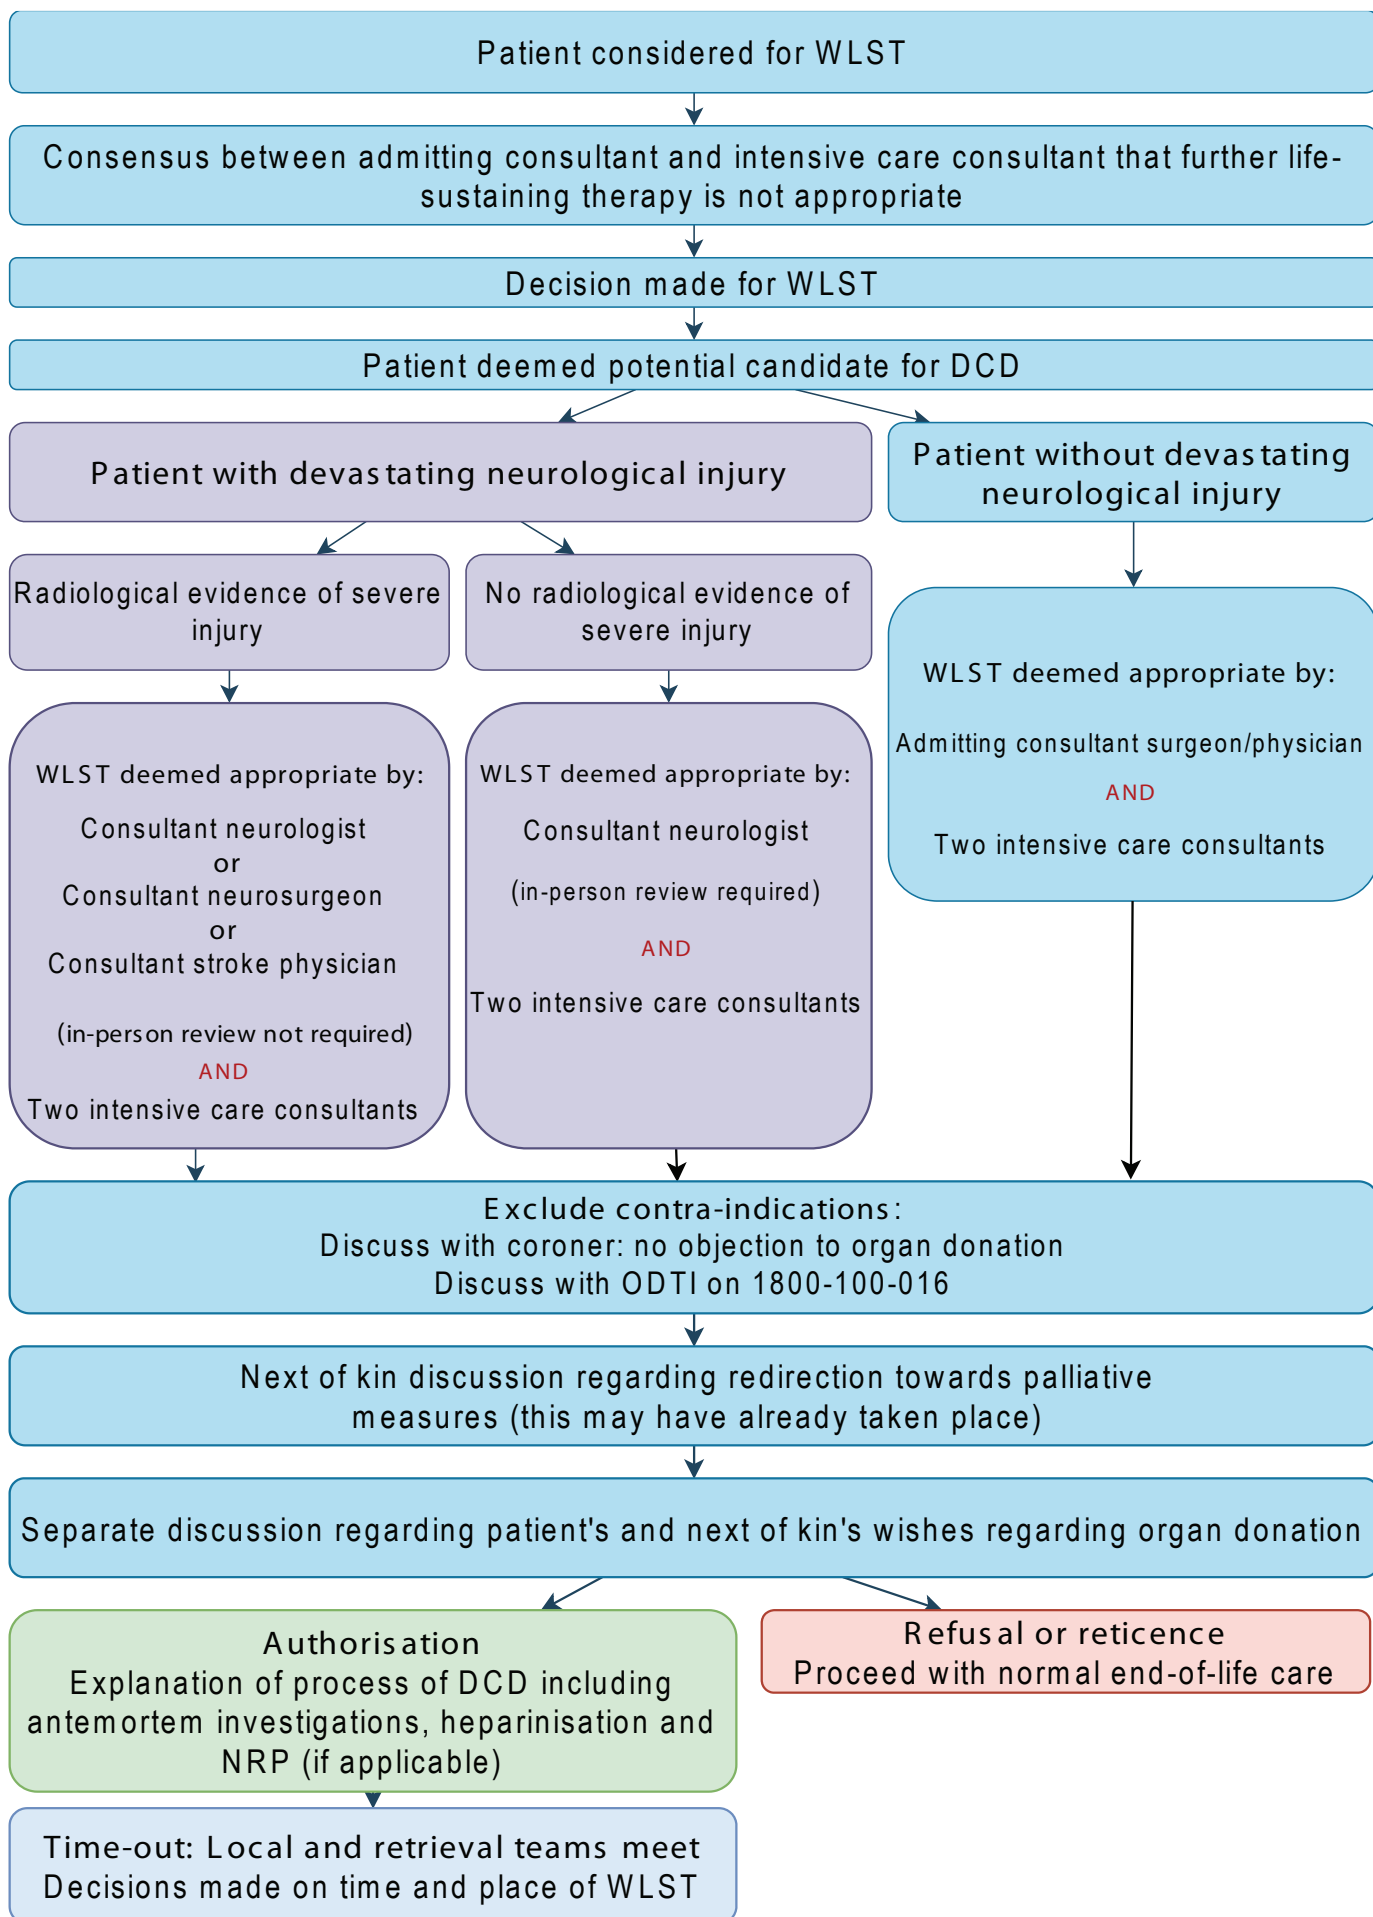 Patient considered for WLST
Consensus between admitting consultant and intensive care consultant that further life-
sustaining therapy is not appropriate
Decision made for WLST
Patient deemed potential candidate for DCD
Patient with devastating neurological injury
Patient without devastating
neurological injury
Radiological evidence of severe
injury
No radiological evidence of
severe injury
WLST deemed appropriate by:
Consultant neurologist
or
Consultant neurosurgeon
or
Consultant stroke physician
(in-person review not required)
AND
Two intensive care consultants
WLST deemed appropriate by:
Consultant neurologist
(in-person review required)
AND
Two intensive care consultants
WLST deemed appropriate by:
Admitting consultant surgeon/physician
AND
Two intensive care consultants
Exclude contra-indications:
Discuss with coroner: no objection to organ donation
Discuss with ODTI on 1800-100-016
Next of kin discussion regarding redirection towards palliative
measures (this may have already taken place)
Separate discussion regarding patient's and next of kin's wishes regarding organ donation
Authorisation
Explanation of process of DCD including
antemortem investigations, heparinisation and
NRP (if applicable)
Refusal or reticence
Proceed with normal end-of-life care
Time-out: Local and retrieval teams meet
Decisions made on time and place of WLST